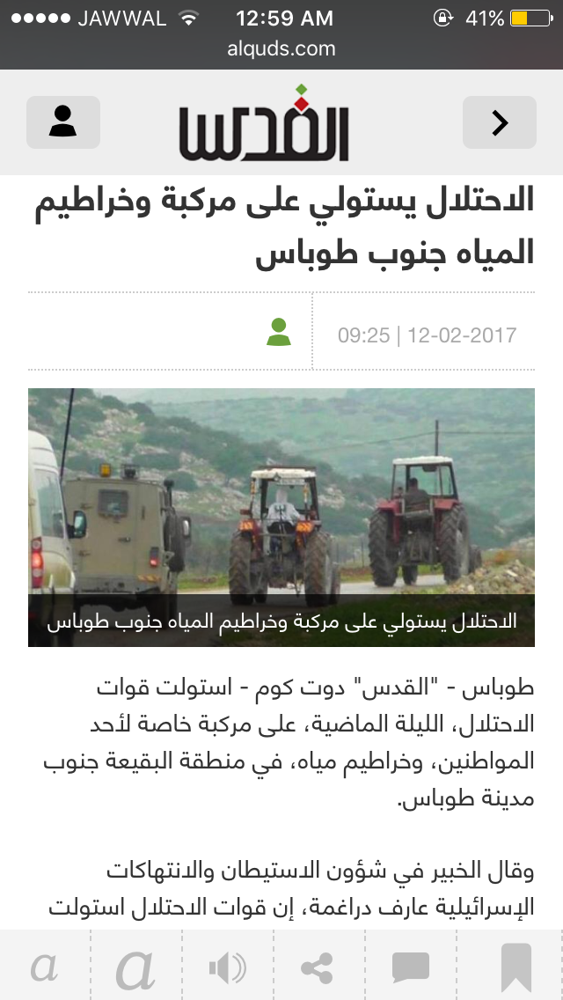 JAWWAL 12:59 AM 41%
alquds.com
القدس
الاحتلال يستولي على مركبة وخراطيم
المياه جنوب طوباس
09:25 | 12-02-2017
الاحتلال يستولي على مركبة وخراطيم المياه جنوب طوباس
طوباس - "القدس" دوت كوم - استولت قوات
الاحتلال، الليلة الماضية، على مركبة خاصة لأحد
المواطنين، وخراطيم مياه، في منطقة البقيعة جنوب
مدينة طوباس.
وقال الخبير في شؤون الاستيطان والانتهاكات
الإسرائيلية عارف دراغمة، إن قوات الاحتلال استولت
a a